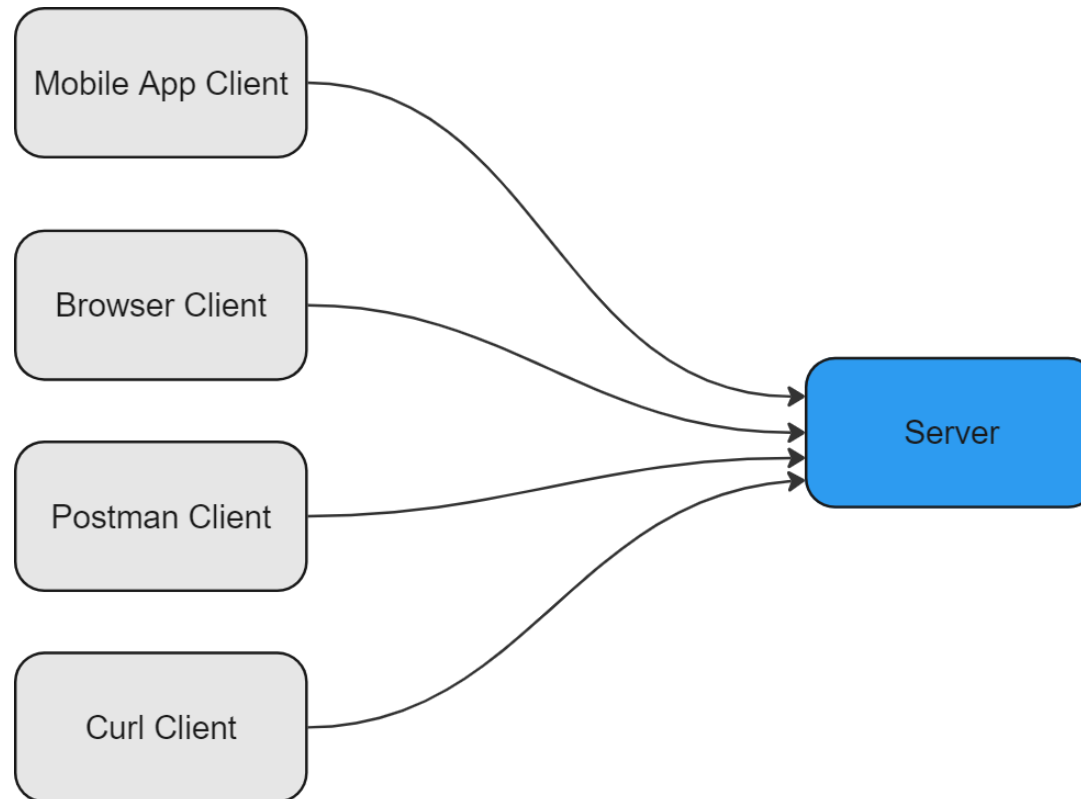 Mobile App Client
Browser Client
Server
Postman Client
Curl Client